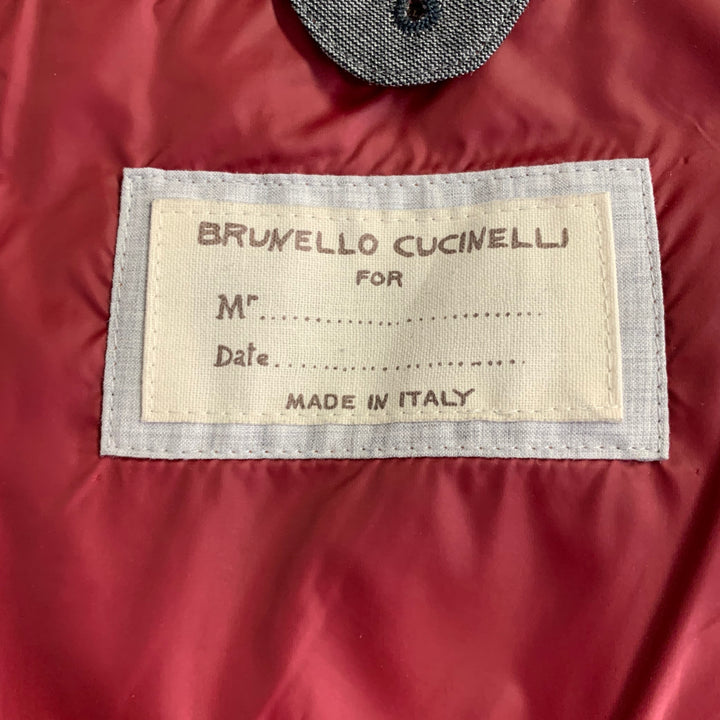 BRUNELLO CUCINELLI
FOR
Mr..............................
Date..........................
MADE IN ITALY